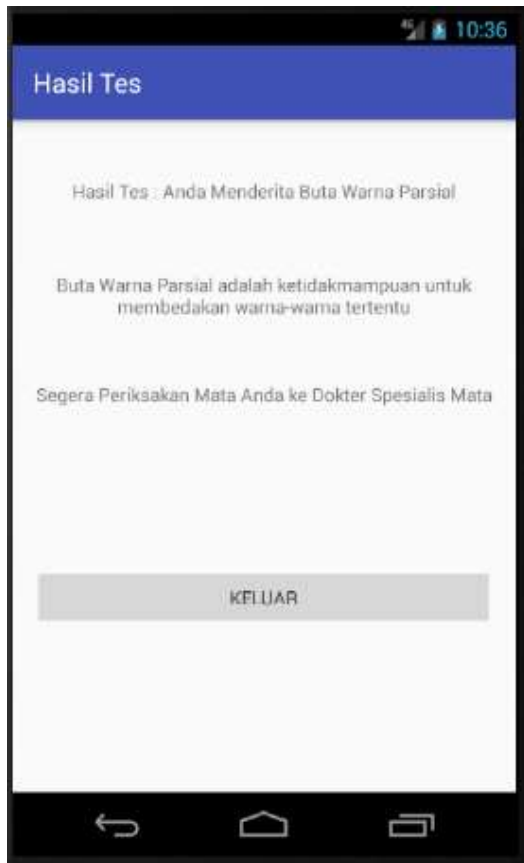 4G 10:36
Hasil Tes
Hasil Tes : Anda Menderita Buta Warna Parsial
Buta Warna Parsial adalah ketidakmampuan untuk
membedakan warna-warna tertentu
Segera Periksakan Mata Anda ke Dokter Spesialis Mata
KELUAR